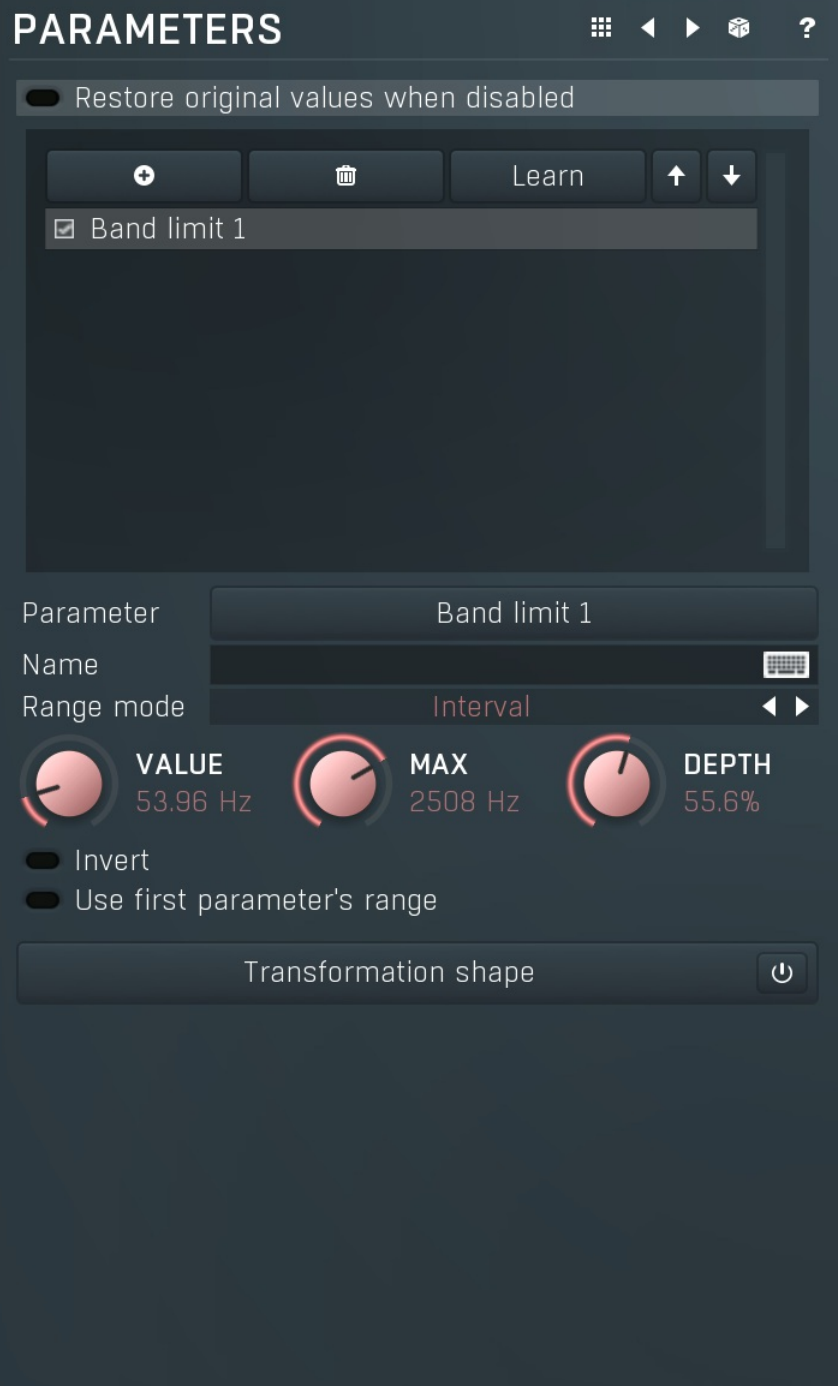 PARAMETERS ?
Restore original values when disabled
Learn
Band limit 1
Parameter Band limit 1
Name
Range mode Interval
VALUE MAX DEPTH
53.96 Hz 2508 Hz 55.6%
Invert
Use first parameter's range
Transformation shape